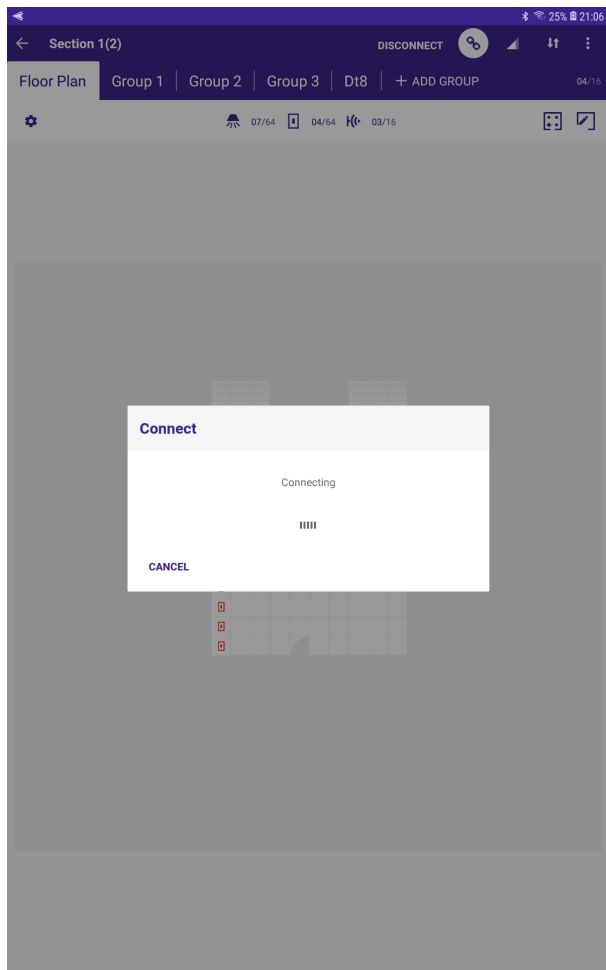 25% 21:06
Section 1(2) DISCONNECT
Floor Plan Group 1 Group 2 Group 3 Dt8 + ADD GROUP 04/16
07/64 04/64 03/16
Connect
Connecting
CANCEL